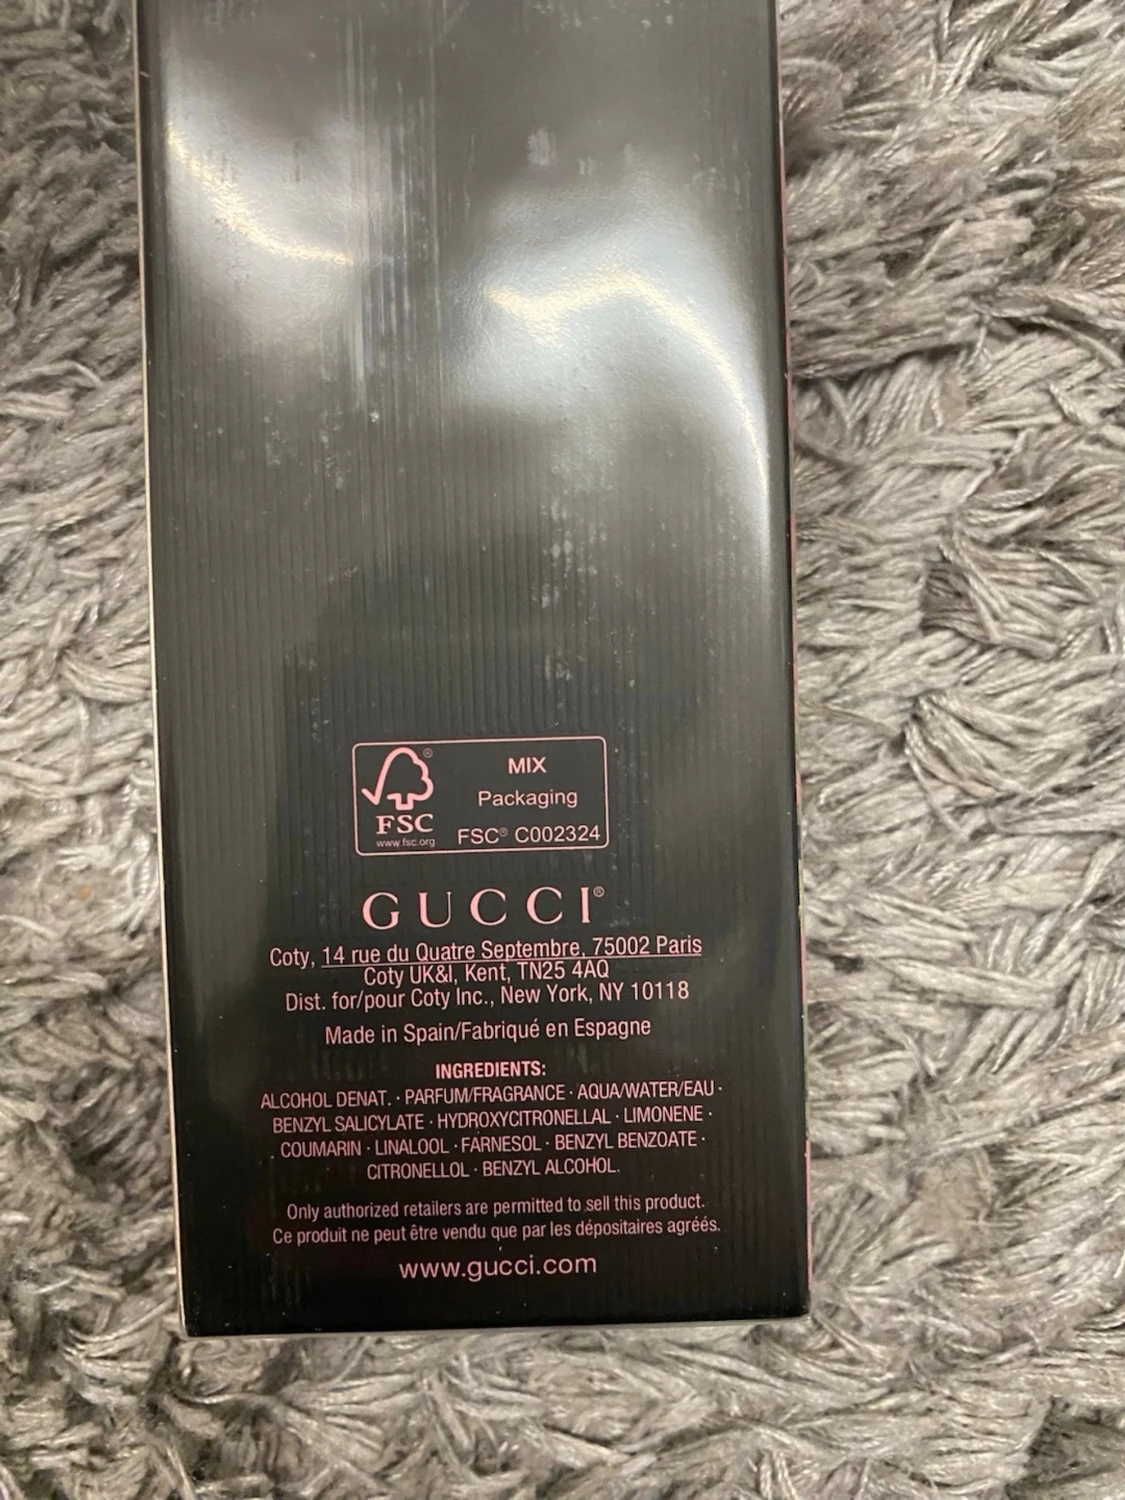 MIX
Packaging
FSC®
www.fsc.org
FSC® C002324
GUCCI®
Coty, 14 rue du Quatre Septembre, 75002 Paris
Coty UK&I, Kent, TN25 4AQ
Dist. for/pour Coty Inc., New York, NY 10118
Made in Spain/Fabriqué en Espagne
INGREDIENTS:
ALCOHOL DENAT. · PARFUM/FRAGRANCE · AQUA/WATER/EAU ·
BENZYL SALICYLATE · HYDROXYCITRONELLAL · LIMONENE ·
COUMARIN · LINALOOL · FARNESOL · BENZYL BENZOATE ·
CITRONELLOL · BENZYL ALCOHOL.
Only authorized retailers are permitted to sell this product.
Ce produit ne peut être vendu que par les dépositaires agréés.
www.gucci.com